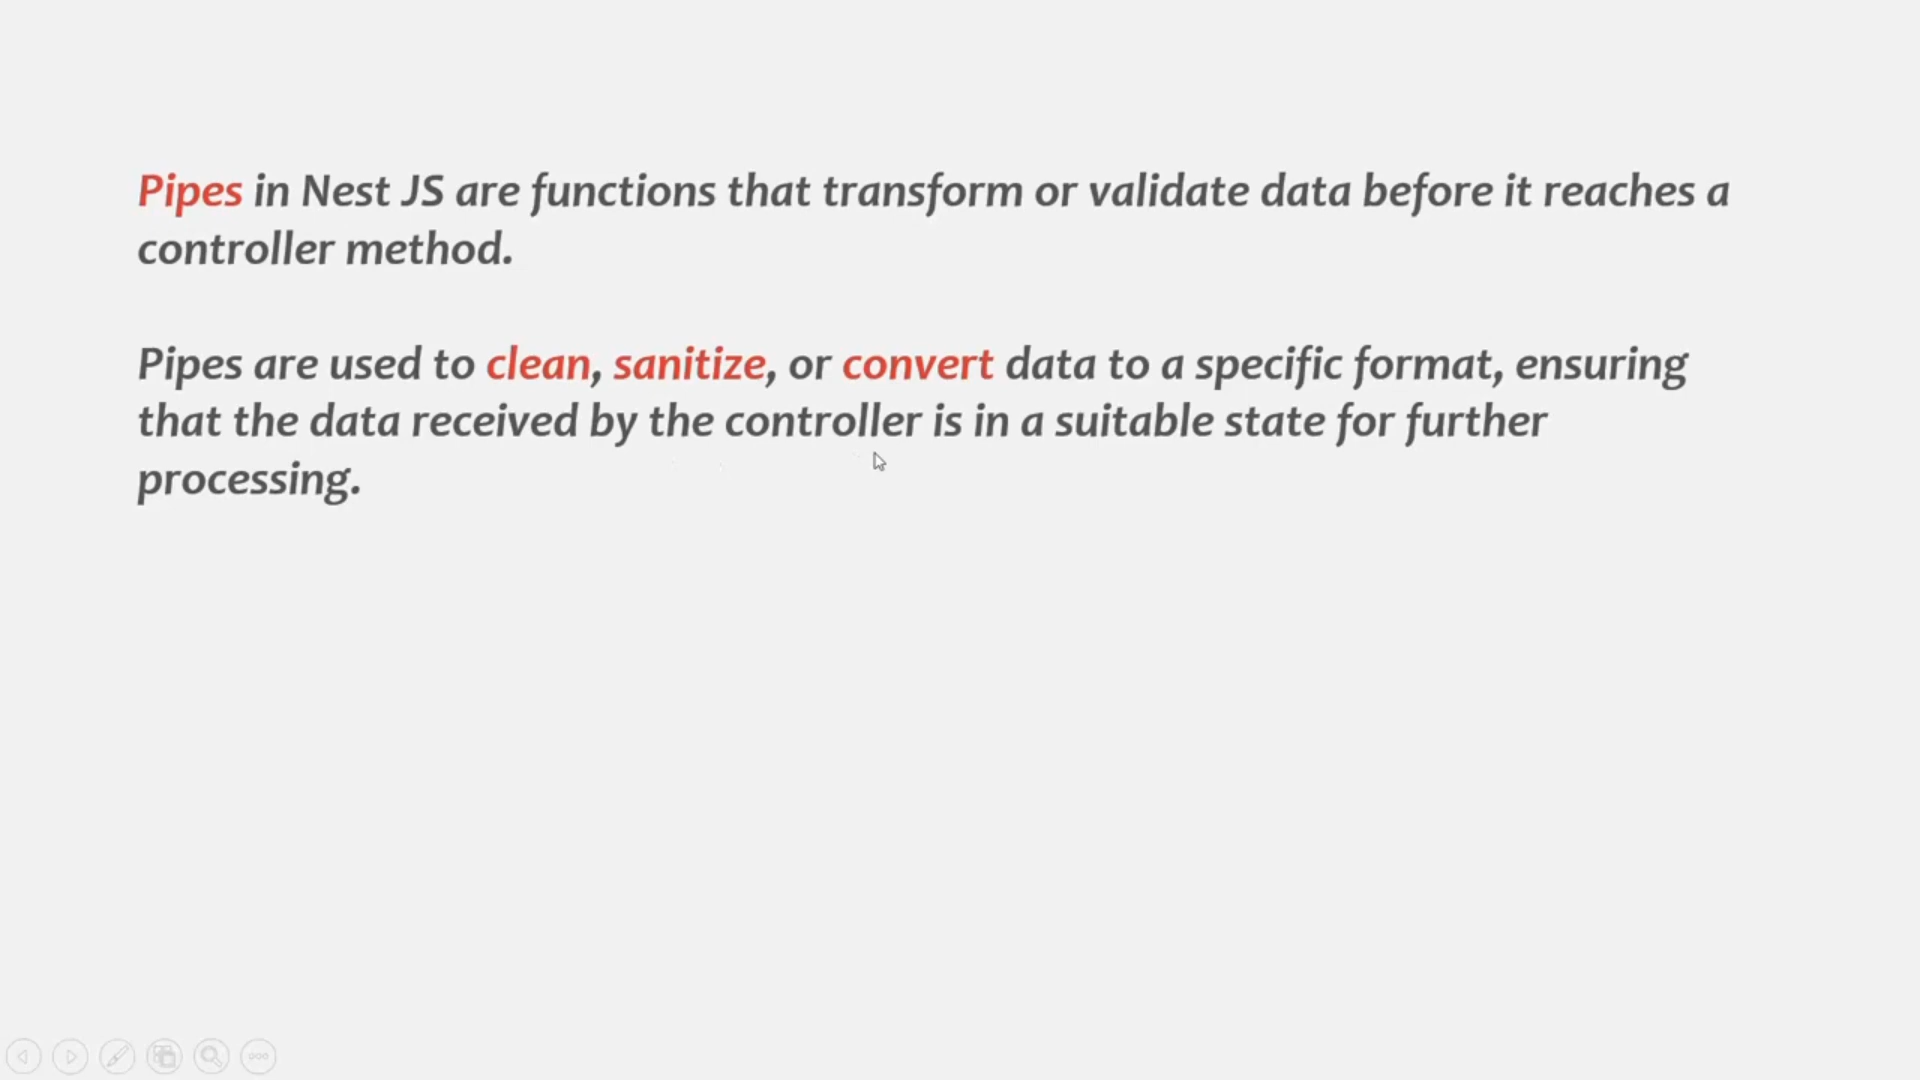 Pipes in Nest JS are functions that transform or validate data before it reaches a
controller method.
Pipes are used to clean, sanitize, or convert data to a specific format, ensuring
that the data received by the controller is in a suitable state for further
processing.